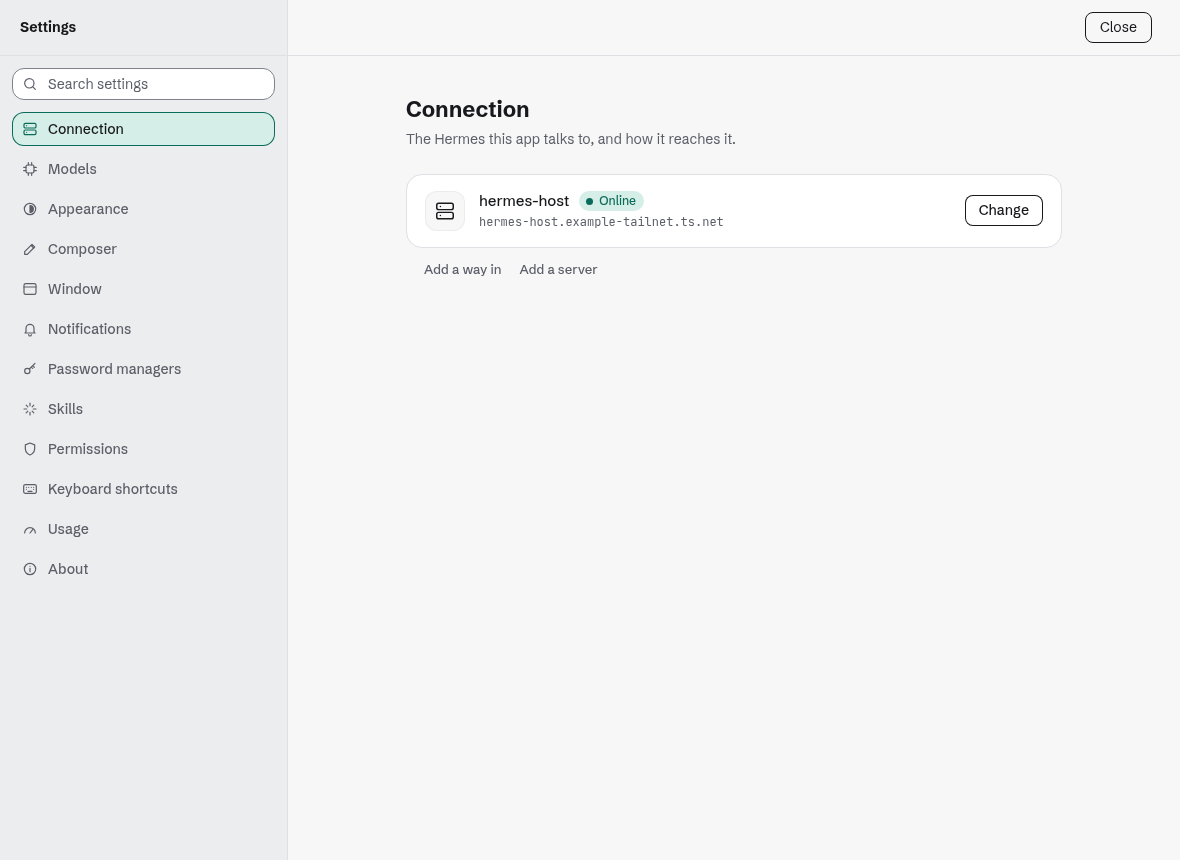 Settings
Close
Search settings
Connection
Models
Appearance
Composer
Window
Notifications
Password managers
Skills
Permissions
Keyboard shortcuts
Usage
About
Connection
The Hermes this app talks to, and how it reaches it.
hermes-host Online
hermes-host.example-tailnet.ts.net
Change
Add a way in Add a server